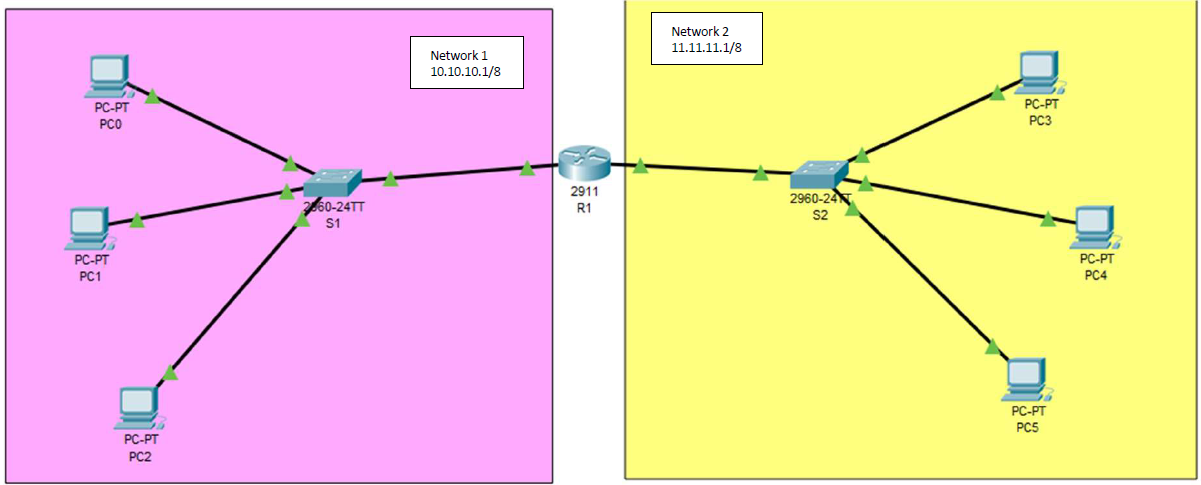 Network 1
10.10.10.1/8
Network 2
11.11.11.1/8
PC-PT
PC0
PC-PT
PC1
PC-PT
PC2
2960-24TT
S1
2911
R1
2960-24TT
S2
PC-PT
PC3
PC-PT
PC4
PC-PT
PC5